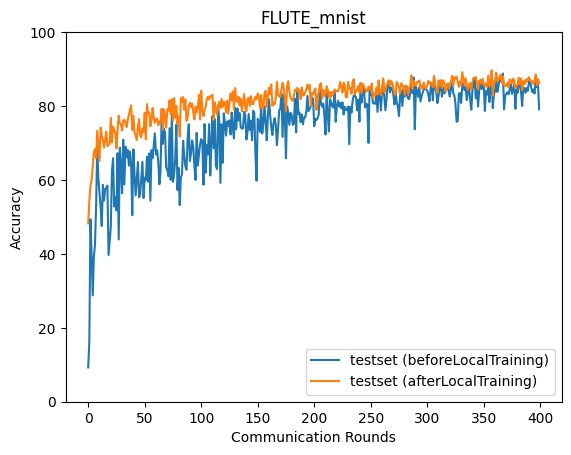 FLUTE_mnist
100
80
60
40
20
0
Accuracy
0 50 100 150 200 250 300 350 400
Communication Rounds
testset (beforeLocalTraining)
testset (afterLocalTraining)